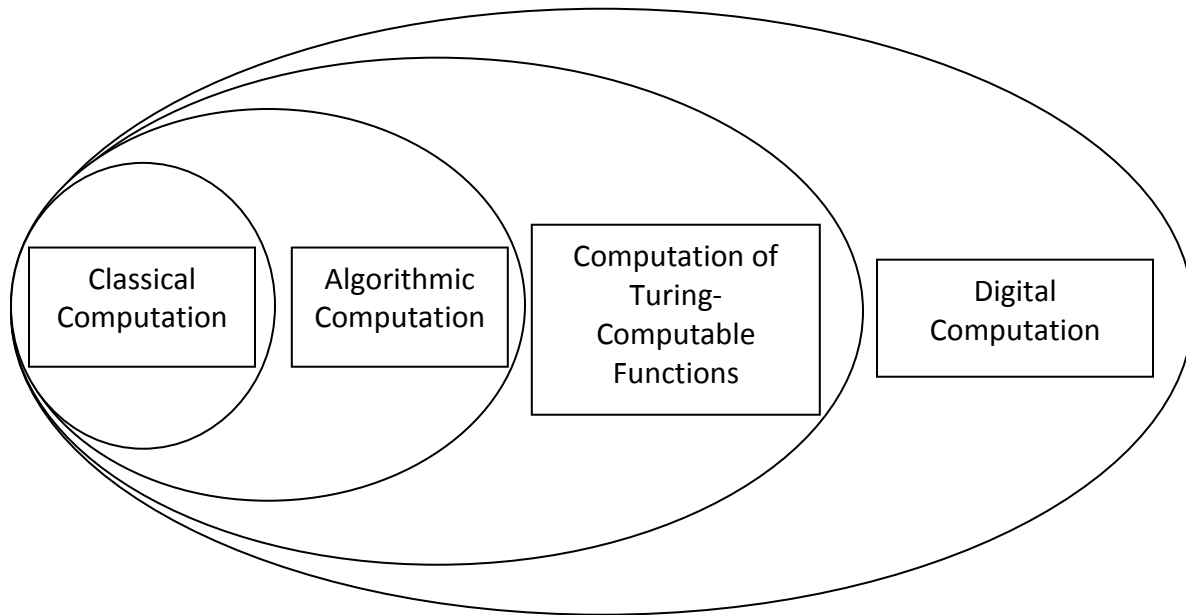 Classical
Computation
Algorithmic
Computation
Computation of
Turing-
Computable
Functions
Digital
Computation